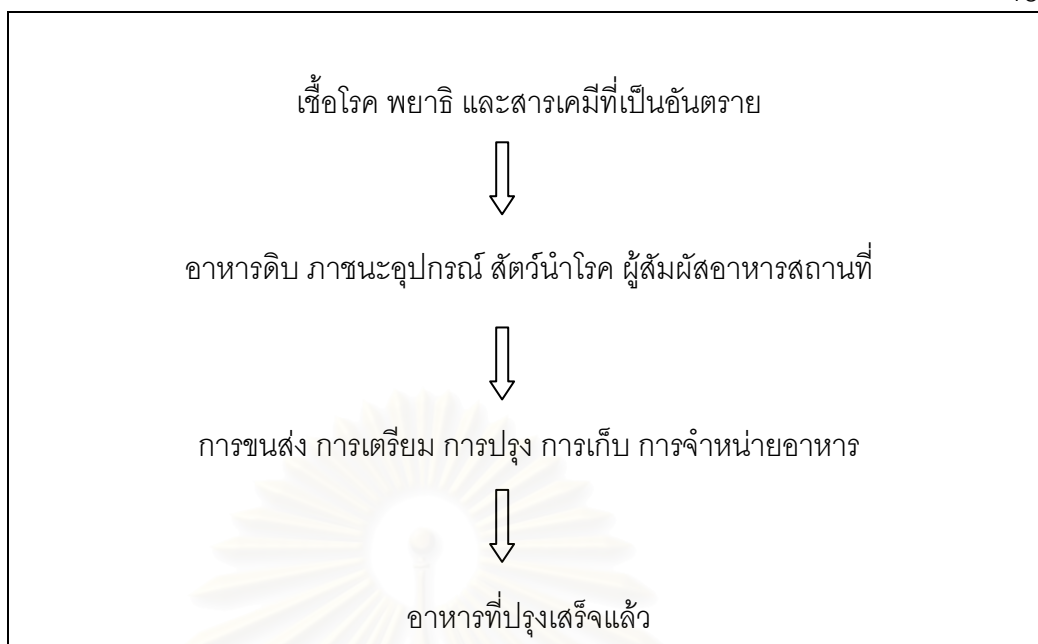 เชื้อโรค พยาธิ และสารเคมีที่เป็นอันตราย
อาหารดิบ ภาชนะอุปกรณ์ สัตว์นำโรค ผู้สัมผัสอาหารสถานที่
การขนส่ง การเตรียม การปรุง การเก็บ การจำหน่ายอาหาร
อาหารที่ปรุงเสร็จแล้ว